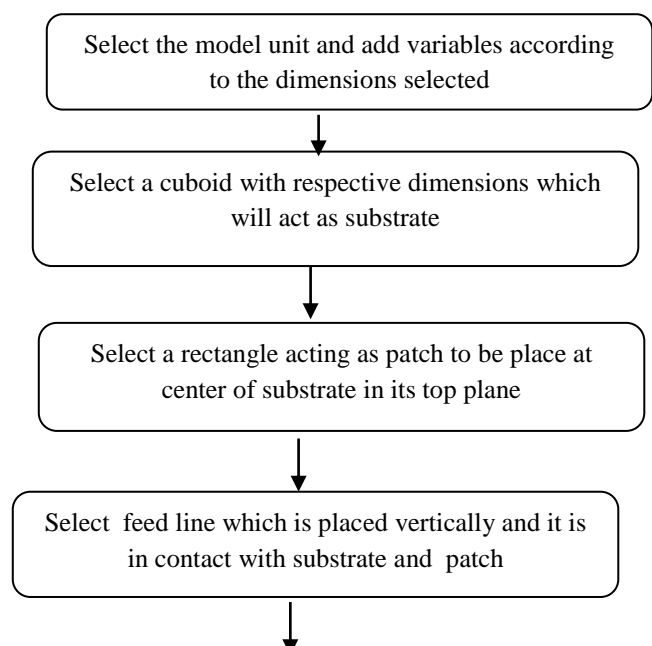 Select the model unit and add variables according
to the dimensions selected
Select a cuboid with respective dimensions which
will act as substrate
Select a rectangle acting as patch to be place at
center of substrate in its top plane
Select feed line which is placed vertically and it is
in contact with substrate and patch